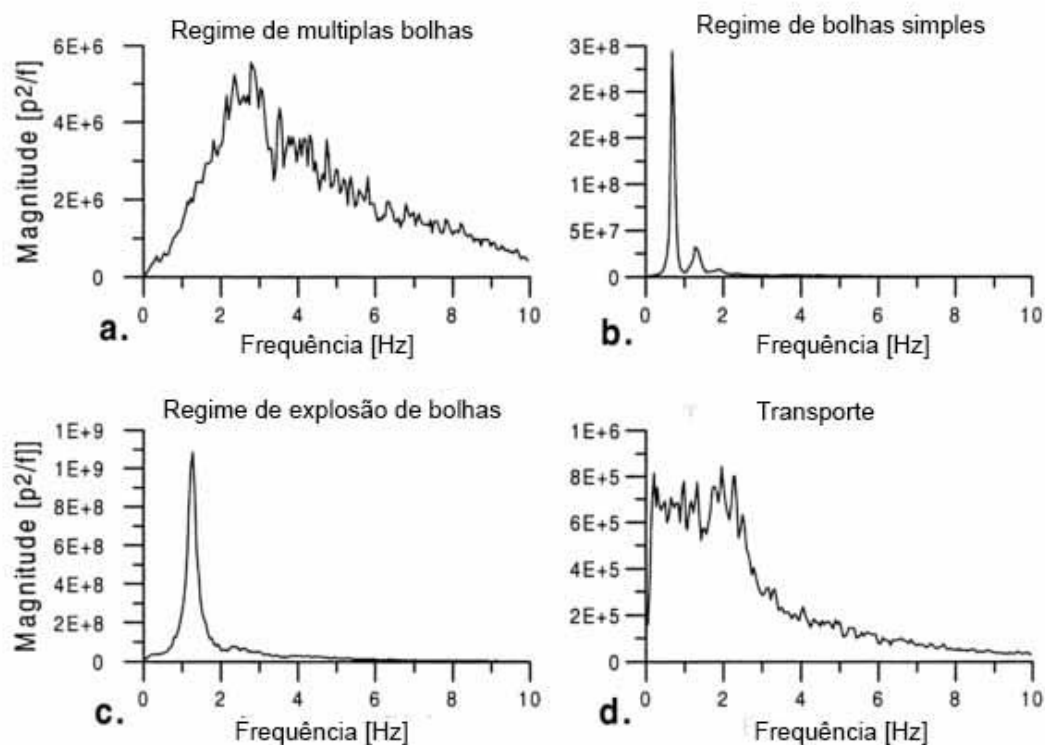 Regime de multiplas bolhas
6E+6
4E+6
2E+6
0
Magnitude [p2/f]
0 2 4 6 8 10
a.
Frequência [Hz]
Regime de bolhas simples
3E+8
2E+8
2E+8
1E+8
5E+7
0
0 2 4 6 8 10
b.
Frequência [Hz]
Regime de explosão de bolhas
1E+9
1E+9
8E+8
6E+8
4E+8
2E+8
0
Magnitude [p2/f]]
0 2 4 6 8 10
c.
Frequência [Hz]
Transporte
1E+6
8E+5
6E+5
4E+5
2E+5
0
0 2 4 6 8 10
d.
Frequência [Hz]